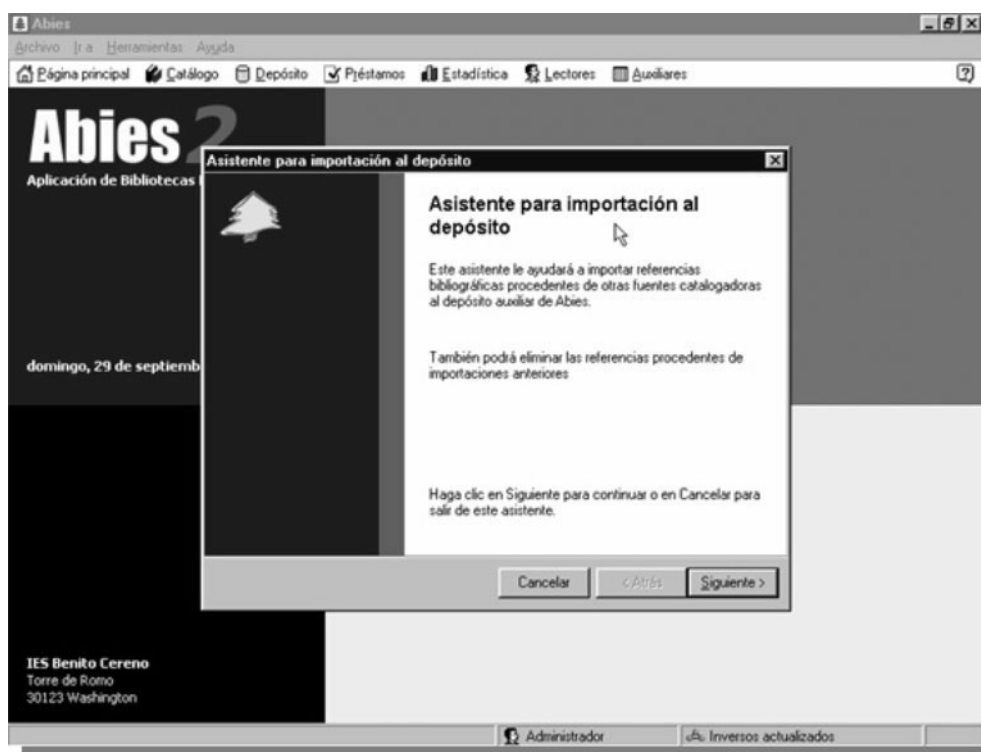 Abies
Archivo Ir a Herramientas Ayuda
Página principal Catálogo Depósito Préstamos Estadística Lectores Auxiliares
Abies 2
Aplicación de Bibliotecas
domingo, 29 de septiemb
Asistente para importación al depósito
Asistente para importación al
depósito
Este asistente le ayudará a importar referencias
bibliográficas procedentes de otras fuentes catalogadoras
al depósito auxiliar de Abies.
También podrá eliminar las referencias procedentes de
importaciones anteriores
Haga clic en Siguiente para continuar o en Cancelar para
salir de este asistente.
Cancelar < Atrás Siguiente >
IES Benito Cereno
Torre de Romo
30123 Washington
Administrador Inversos actualizados